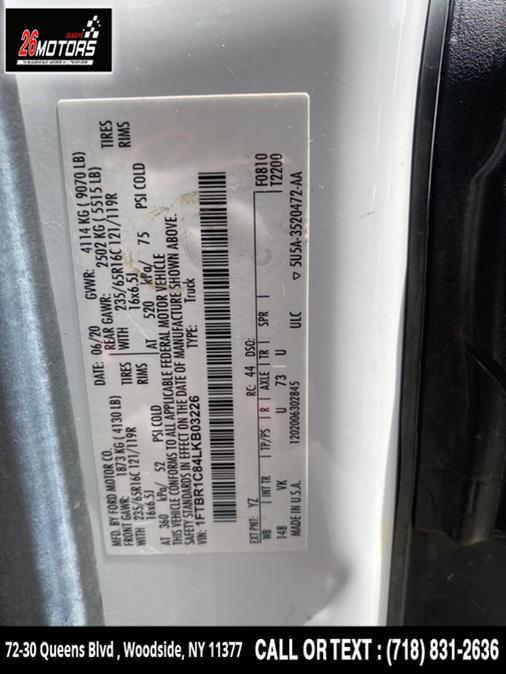 QUEENS
26MOTORS
MFD. BY FORD MOTOR CO.
06/20 GVWR: 4114 KG ( 9070 LB)
FRONT GAWR: 1873 KG ( 4130 LB) REAR GAWR: 2502 KG ( 5515 LB)
WITH 235/65R16C 121/119R TIRES WITH 235/65R16C 121/119R TIRES
16x6.5J RIMS 16x6.5J RIMS
AT 360 kPa/ 52 PSI COLD AT 520 kPa/ 75 PSI COLD
THIS VEHICLE CONFORMS TO ALL APPLICABLE FEDERAL MOTOR VEHICLE
SAFETY STANDARDS IN EFFECT ON THE DATE OF MANUFACTURE SHOWN ABOVE.
VIN: 1FTBR1C84LKB03226 TYPE: Truck
F0810
T2200
EXT PNT: YZ RC: 44 DSO:
WB INT TR TP/PS R AXLE TR SPR
148 VK U 73 U
MADE IN U.S.A. 1202006302845 ULC ▽ 5U5A-3520472-AA
72-30 Queens Blvd , Woodside, NY 11377 CALL OR TEXT : (718) 831-2636